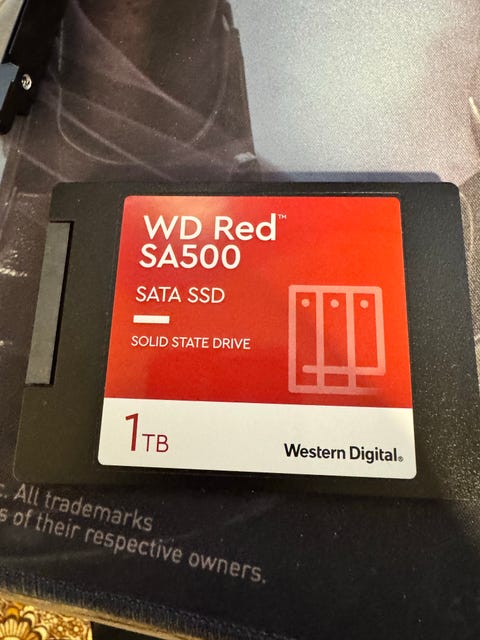 WD Red™
SA500
SATA SSD
SOLID STATE DRIVE
1TB
Western Digital®
All trademarks
of their respective owners.